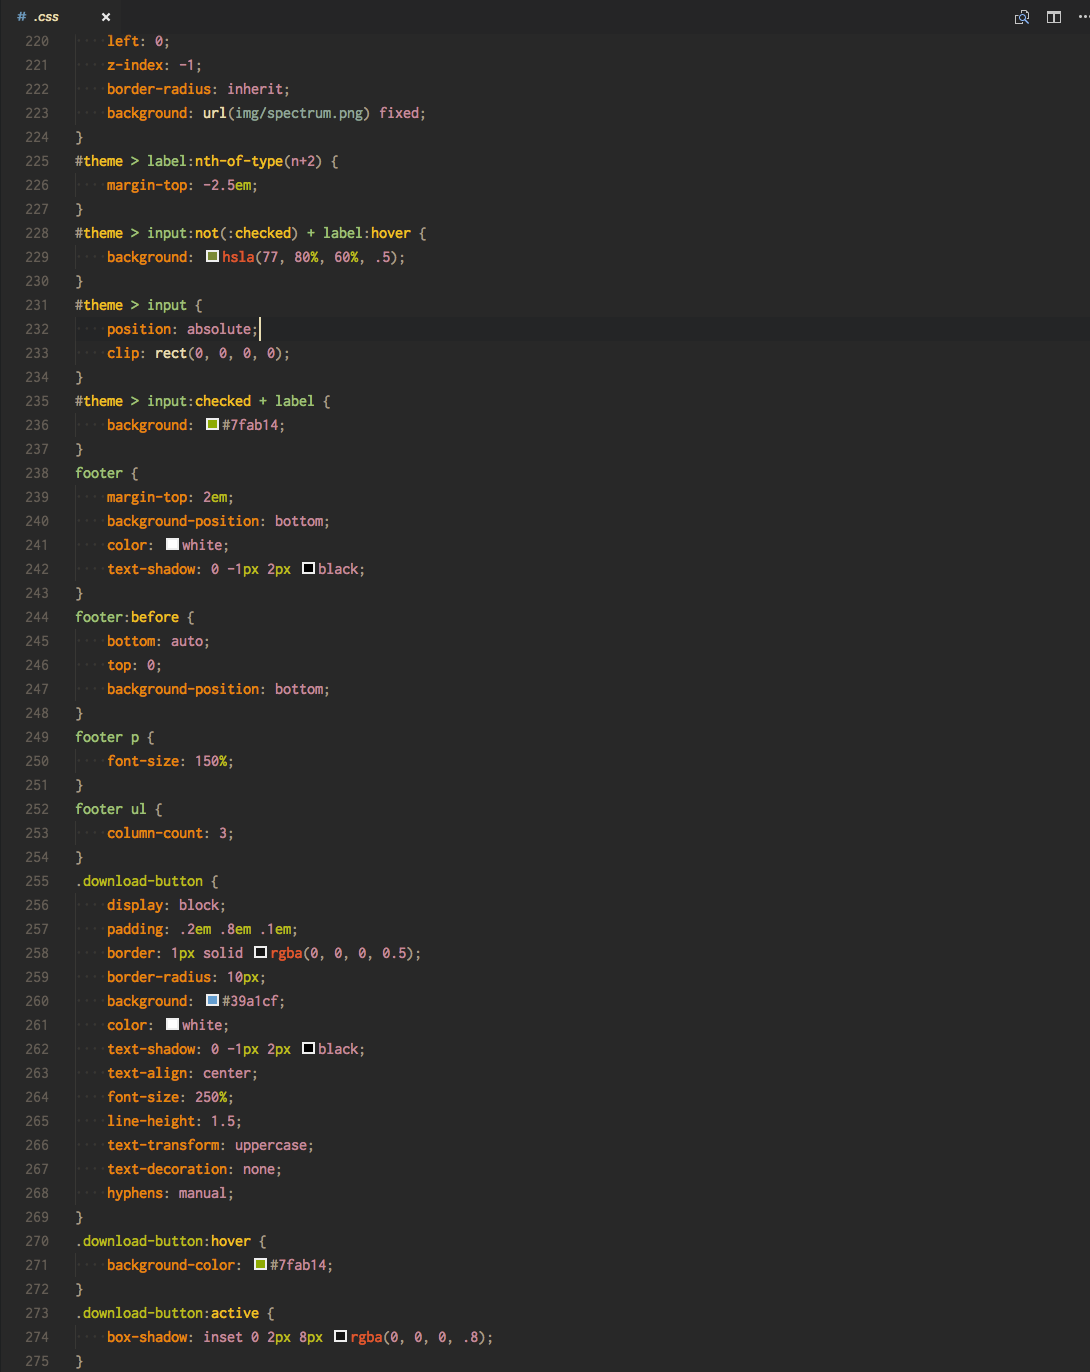 # .css ×
220 left: 0;
221 z-index: -1;
222 border-radius: inherit;
223 background: url(img/spectrum.png) fixed;
224 }
225 #theme > label:nth-of-type(n+2) {
226 margin-top: -2.5em;
227 }
228 #theme > input:not(:checked) + label:hover {
229 background: hsla(77, 80%, 60%, .5);
230 }
231 #theme > input {
232 position: absolute;
233 clip: rect(0, 0, 0, 0);
234 }
235 #theme > input:checked + label {
236 background: #7fab14;
237 }
238 footer {
239 margin-top: 2em;
240 background-position: bottom;
241 color: white;
242 text-shadow: 0 -1px 2px black;
243 }
244 footer:before {
245 bottom: auto;
246 top: 0;
247 background-position: bottom;
248 }
249 footer p {
250 font-size: 150%;
251 }
252 footer ul {
253 column-count: 3;
254 }
255 .download-button {
256 display: block;
257 padding: .2em .8em .1em;
258 border: 1px solid rgba(0, 0, 0, 0.5);
259 border-radius: 10px;
260 background: #39a1cf;
261 color: white;
262 text-shadow: 0 -1px 2px black;
263 text-align: center;
264 font-size: 250%;
265 line-height: 1.5;
266 text-transform: uppercase;
267 text-decoration: none;
268 hyphens: manual;
269 }
270 .download-button:hover {
271 background-color: #7fab14;
272 }
273 .download-button:active {
274 box-shadow: inset 0 2px 8px rgba(0, 0, 0, .8);
275 }